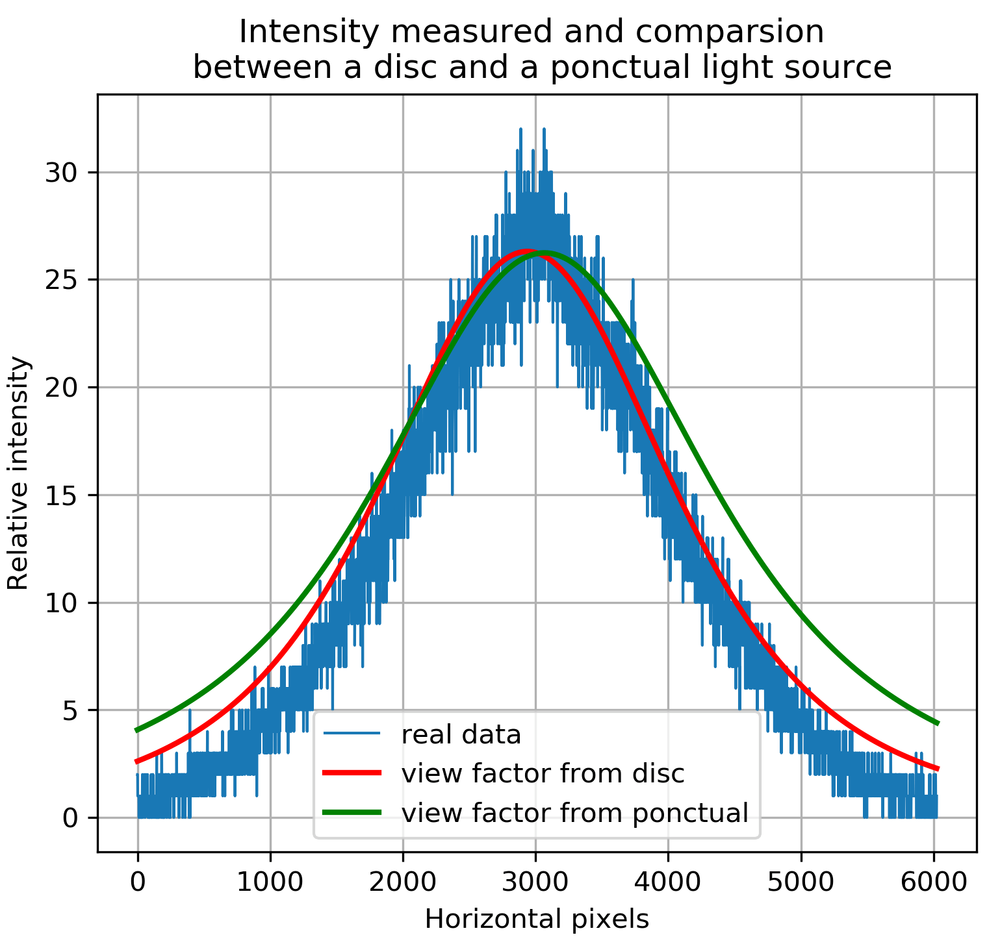 Intensity measured and comparsion
between a disc and a ponctual light source
30
25
20
15
10
5
0
Relative intensity
real data
view factor from disc
view factor from ponctual
0 1000 2000 3000 4000 5000 6000
Horizontal pixels